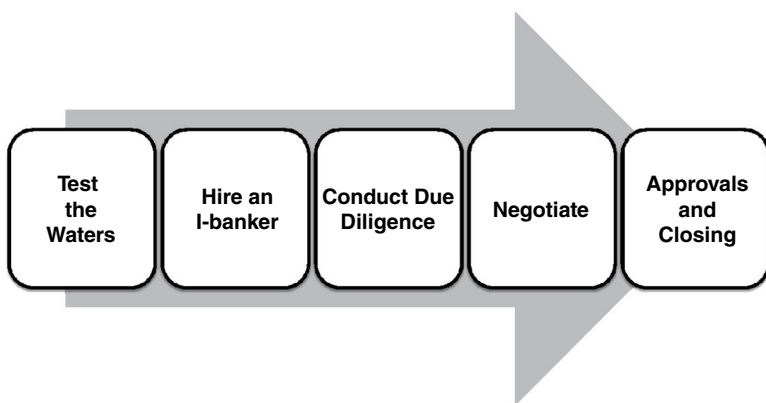 Test
the
Waters
Hire an
I-banker
Conduct Due
Diligence
Negotiate
Approvals
and
Closing